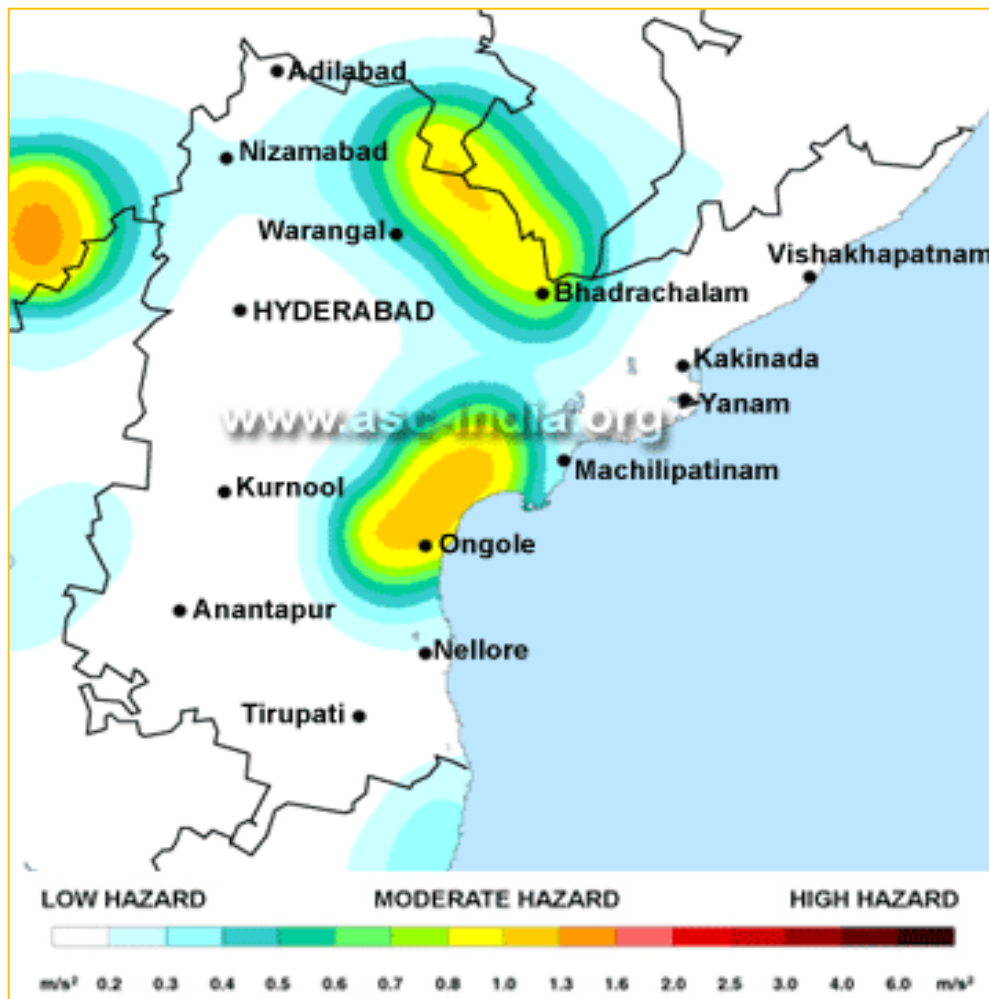 Adilabad
Nizamabad
Warangal
Vishakhapatnam
Bhadrachalam
HYDERABAD
Kakinada
www.asc-india.org
Yanam
Machilipatinam
Kurnool
Ongole
Anantapur
Nellore
Tirupati
LOW HAZARD MODERATE HAZARD HIGH HAZARD
m/s² 0.2 0.3 0.4 0.5 0.6 0.7 0.8 1.0 1.3 1.6 2.0 2.5 3.0 4.0 6.0 m/s²